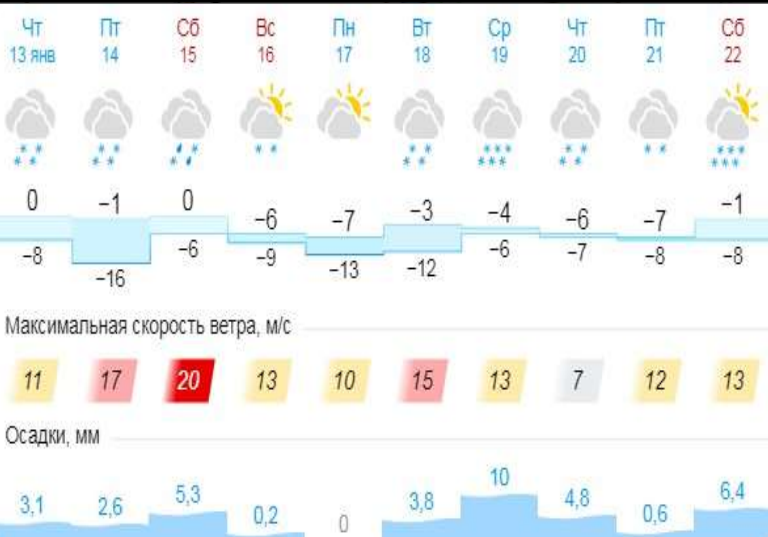 Чт Пт Сб Вс Пн Вт Ср Чт Пт Сб
13 янв 14 15 16 17 18 19 20 21 22
0 −1 0 −6 −7 −3 −4 −6 −7 −1
−8 −16 −6 −9 −13 −12 −6 −7 −8 −8
Максимальная скорость ветра, м/с
11 17 20 13 10 15 13 7 12 13
Осадки, мм
3,1 2,6 5,3 0,2 0 3,8 10 4,8 0,6 6,4